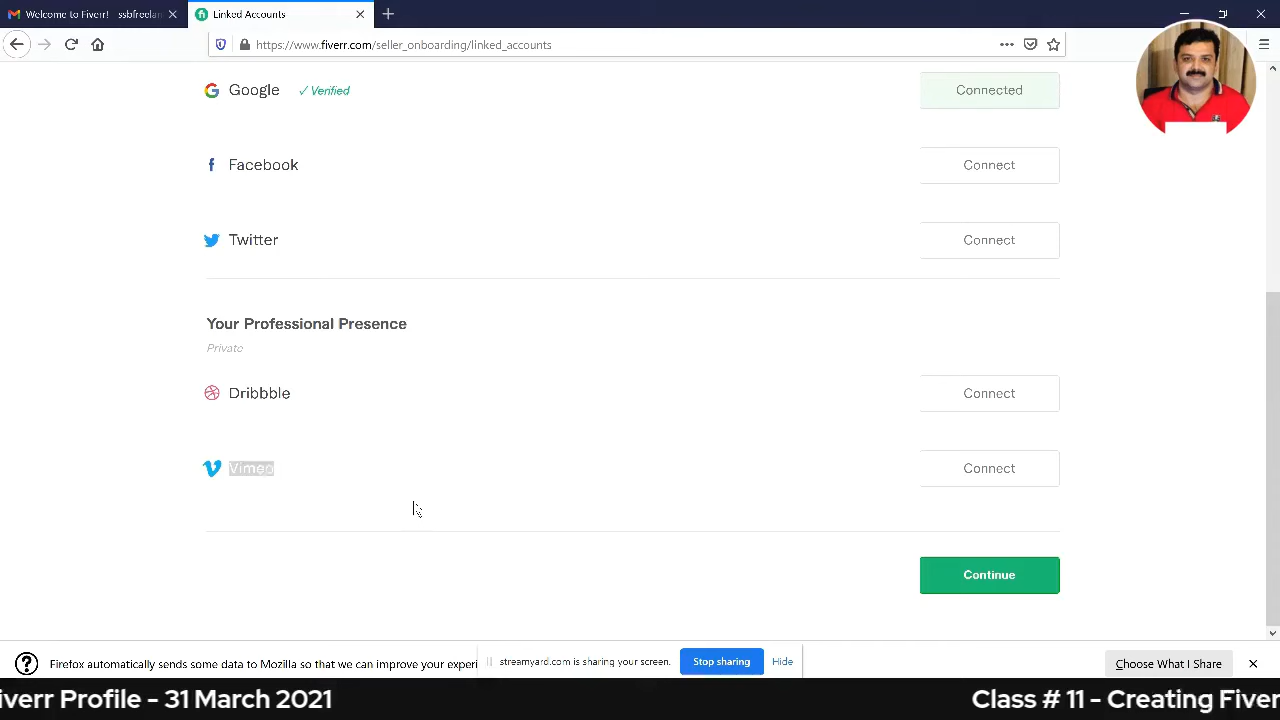 Welcome to Fiverr! - ssbfreelan
Linked Accounts
https://www.fiverr.com/seller_onboarding/linked_accounts
Google ✓ Verified Connected
Facebook Connect
Twitter Connect
Your Professional Presence
Private
Dribbble Connect
Vimeo Connect
Continue
Firefox automatically sends some data to Mozilla so that we can improve your experi
streamyard.com is sharing your screen. Stop sharing Hide
Choose What I Share
iverr Profile - 31 March 2021 Class # 11 - Creating Fiver